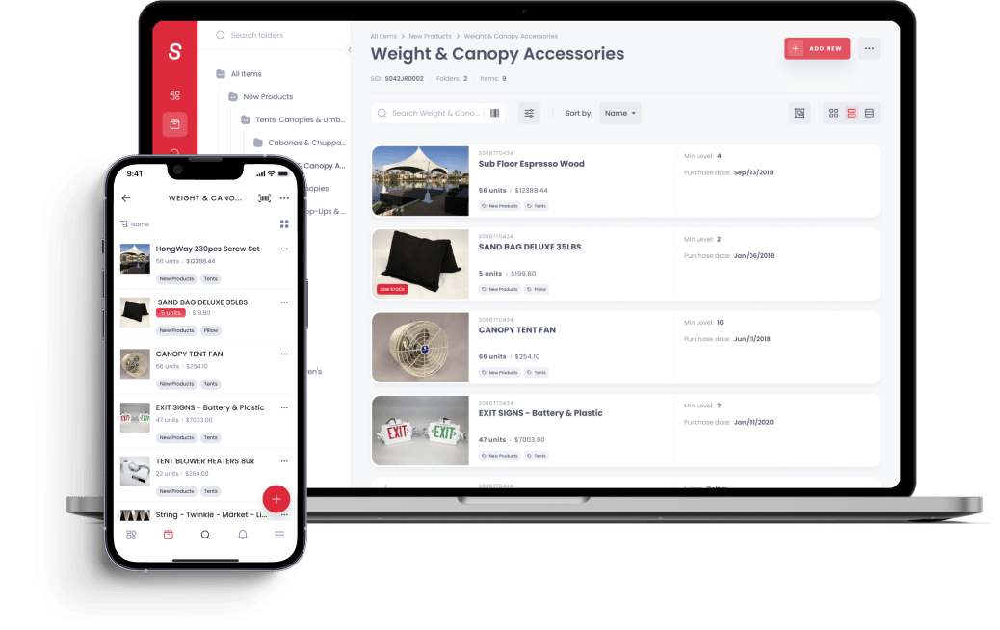 S
Search folders
All Items
New Products
Tents, Canopies & Umb...
Cabanas & Chuppa...
& Canopy A...
nopies
op-Ups & ...
en's
All Items > New Products > Weight & Canopy Accessories
Weight & Canopy Accessories
SID: S042JR0002 Folders: 2 Items: 9
+ ADD NEW
Search Weight & Cano...
Sort by: Name
S008770434
Sub Floor Espresso Wood
56 units | $12388.44
New Products Tents
Min Level: 4
Purchase date: Sep/23/2019
LOW STOCK
S008770434
SAND BAG DELUXE 35LBS
5 units | $199.80
New Products Pillow
Min Level: 2
Purchase date: Jan/06/2018
S008770434
CANOPY TENT FAN
66 units | $254.10
New Products Tents
Min Level: 10
Purchase date: Jun/11/2018
EXIT EXIT
S008770434
EXIT SIGNS - Battery & Plastic
47 units | $7003.00
New Products Tents
Min Level: 2
Purchase date: Jan/31/2020
S008770434
9:41
WEIGHT & CANO...
Name
HongWay 230pcs Screw Set
56 units | $12388.44
New Products Tents
SAND BAG DELUXE 35LBS
5 units | $19.80
New Products Pillow
CANOPY TENT FAN
66 units | $254.10
New Products Tents
EXIT EXIT
EXIT SIGNS - Battery & Plastic
47 units | $7003.00
New Products Tents
TENT BLOWER HEATERS 80k
22 units | $264.00
New Products Tents
String - Twinkle - Market - Li...